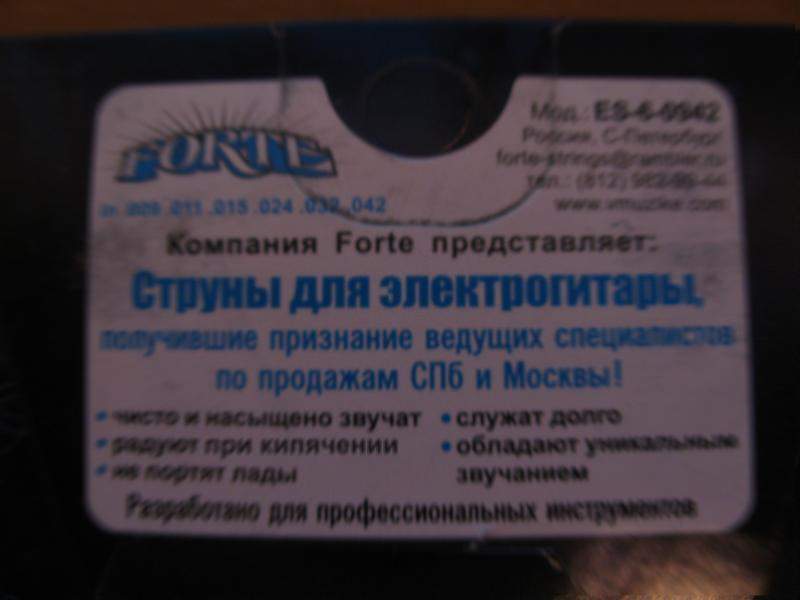 FORTE
Мод.: ES-6-0942
Россия, С-Петербург
forte-strings@rambler.ru
тел.: (812)
www.vmuzike.com
.009 .011 .015 .024 .032 .042
Компания Forte представляет:
Струны для электрогитары,
получившие признание ведущих специалистов
по продажам СПб и Москвы!
• чисто и насыщено звучат
• радуют при кипячении
• не портят лады
• служат долго
• обладают уникальным
звучанием
Разработано для профессиональных инструментов